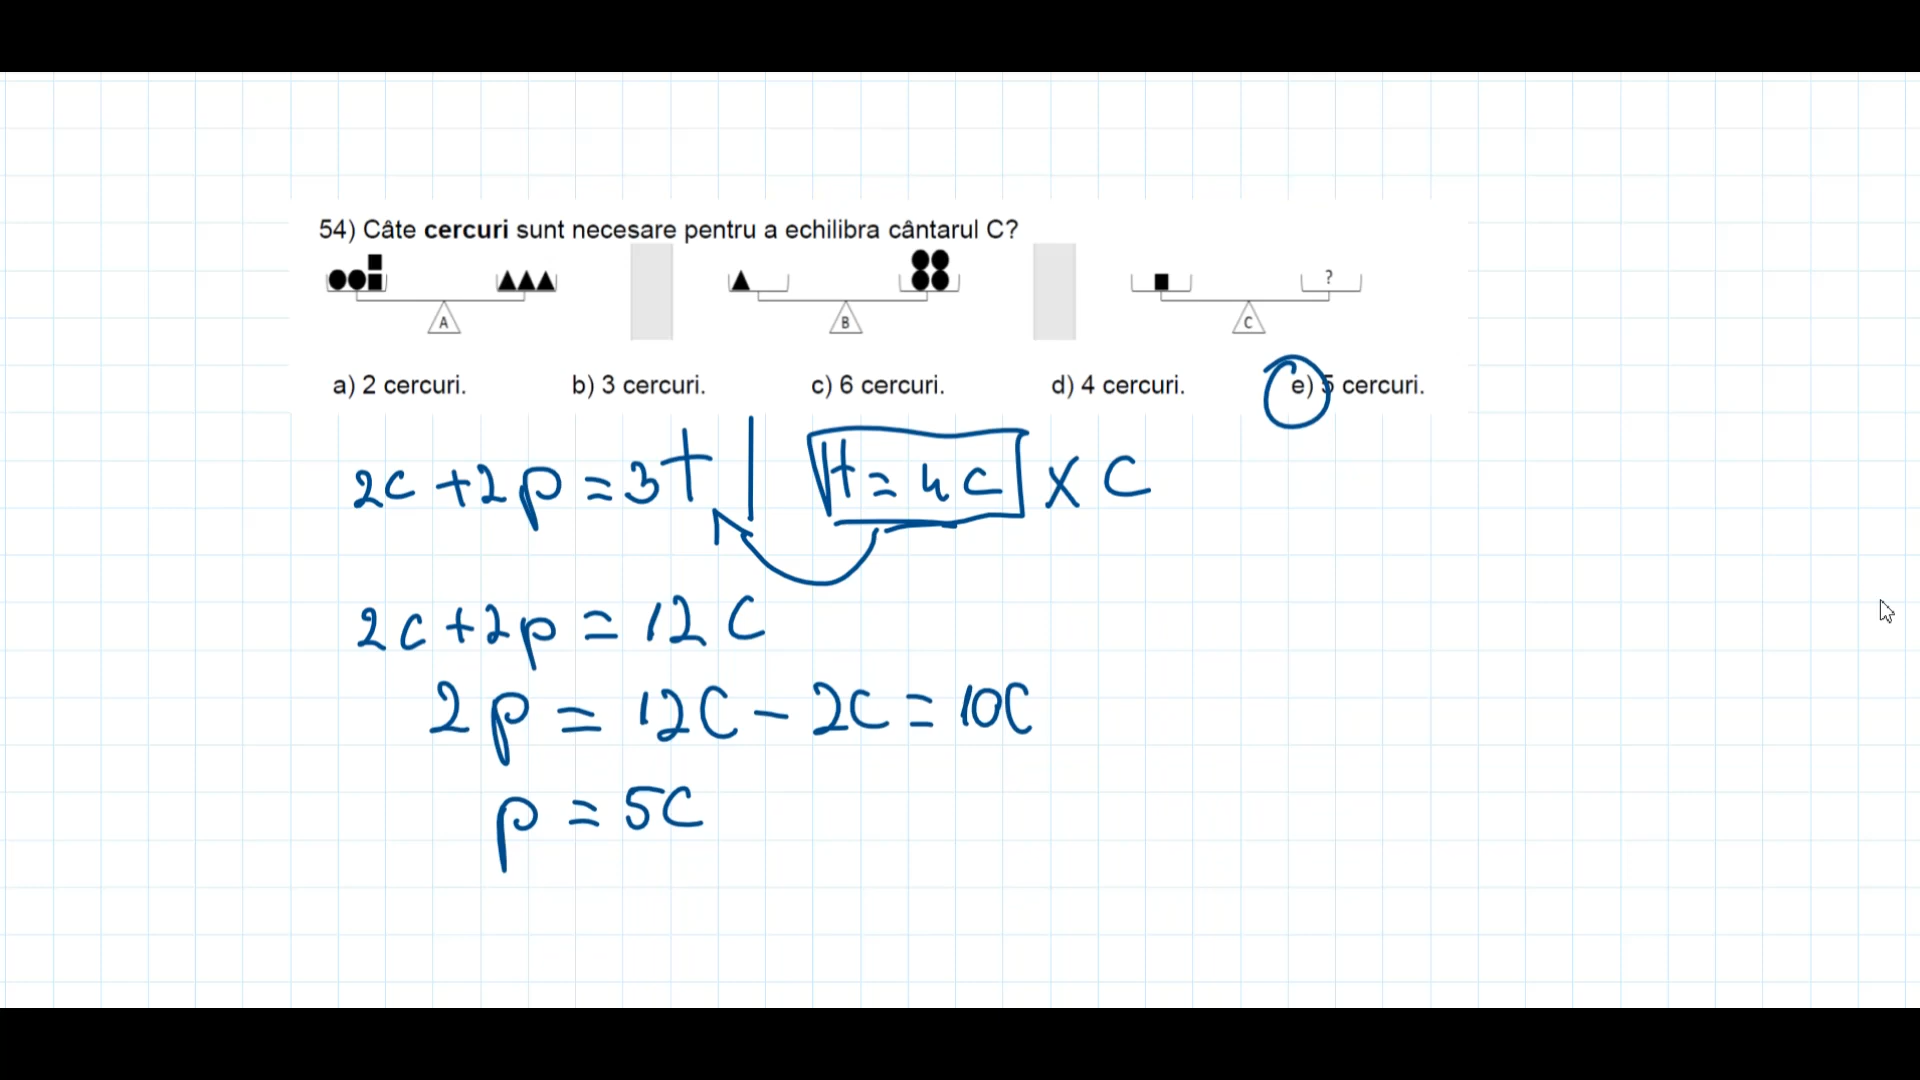 54) Câte cercuri sunt necesare pentru a echilibra cântarul C?
?
A B C
a) 2 cercuri. b) 3 cercuri. c) 6 cercuri. d) 4 cercuri. e) 5 cercuri.
2c + 2p = 3t | t = 4c x c
2c + 2p = 12c
2p = 12c - 2c = 10c
p = 5c